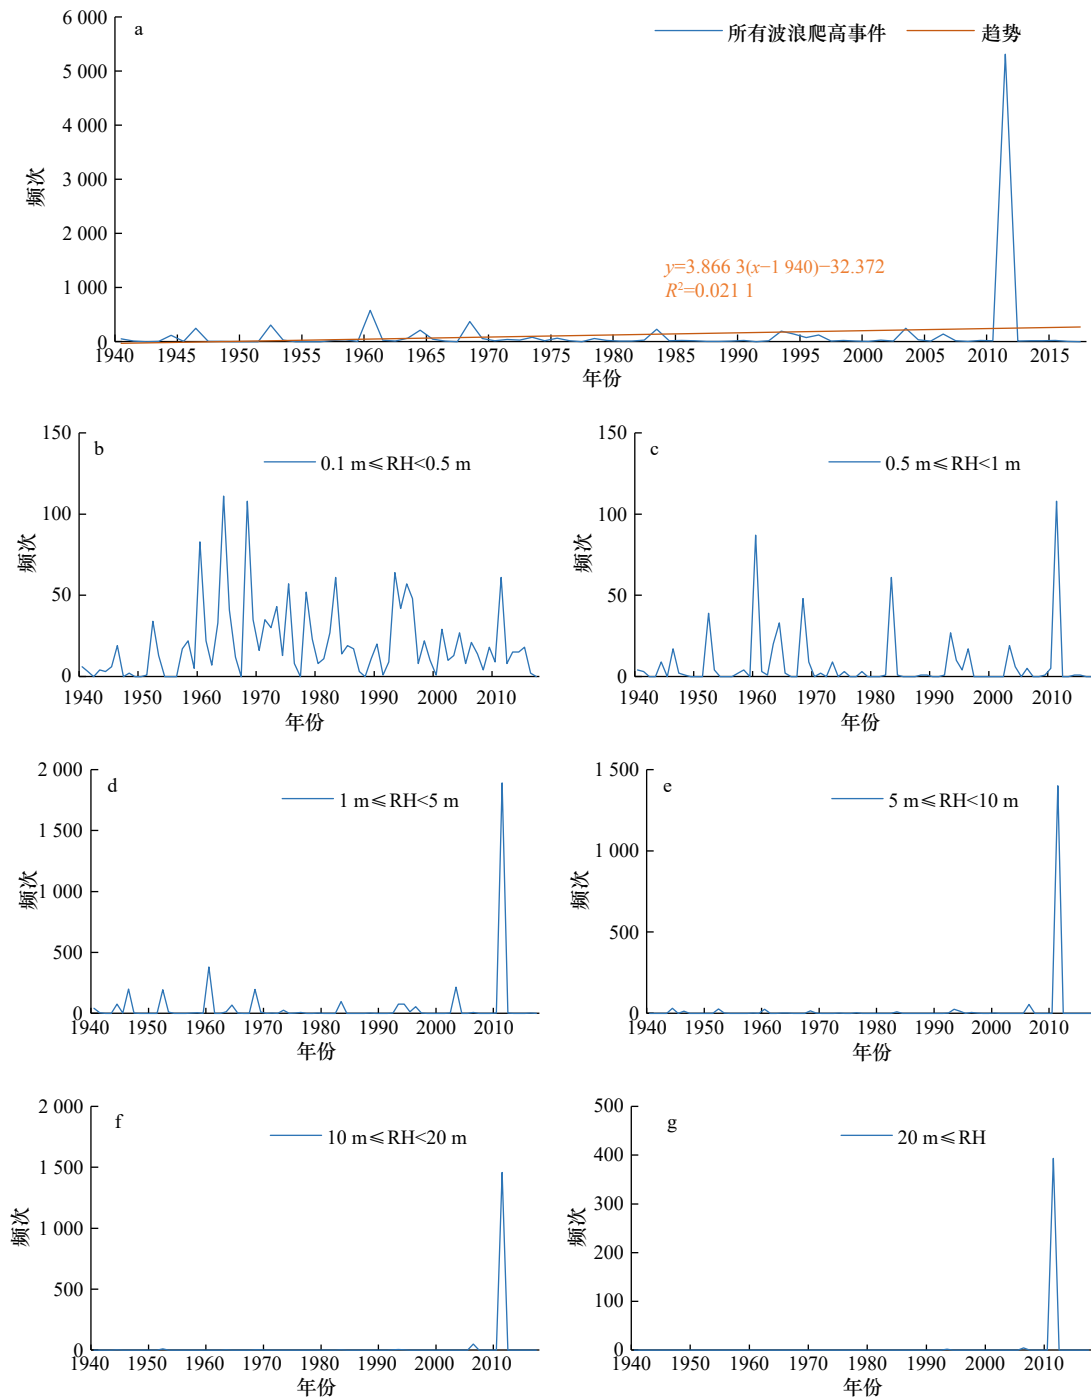 6 000
a
所有波浪爬高事件
趋势
5 000
4 000
3 000
2 000
1 000
0
频次
y=3.866 3(x−1 940)−32.372
R²=0.021 1
1940 1945 1950 1955 1960 1965 1970 1975 1980 1985 1990 1995 2000 2005 2010 2015
年份
150
b
0.1 m≤RH<0.5 m
100
50
0
频次
1940 1950 1960 1970 1980 1990 2000 2010
年份
150
c
0.5 m≤RH<1 m
100
50
0
频次
1940 1950 1960 1970 1980 1990 2000 2010
年份
2 000
d
1 m≤RH<5 m
1 500
1 000
500
0
频次
1940 1950 1960 1970 1980 1990 2000 2010
年份
1 500
e
5 m≤RH<10 m
1 000
500
0
频次
1940 1950 1960 1970 1980 1990 2000 2010
年份
2 000
f
10 m≤RH<20 m
1 500
1 000
500
0
频次
1940 1950 1960 1970 1980 1990 2000 2010
年份
500
g
20 m≤RH
400
300
200
100
0
频次
1940 1950 1960 1970 1980 1990 2000 2010
年份